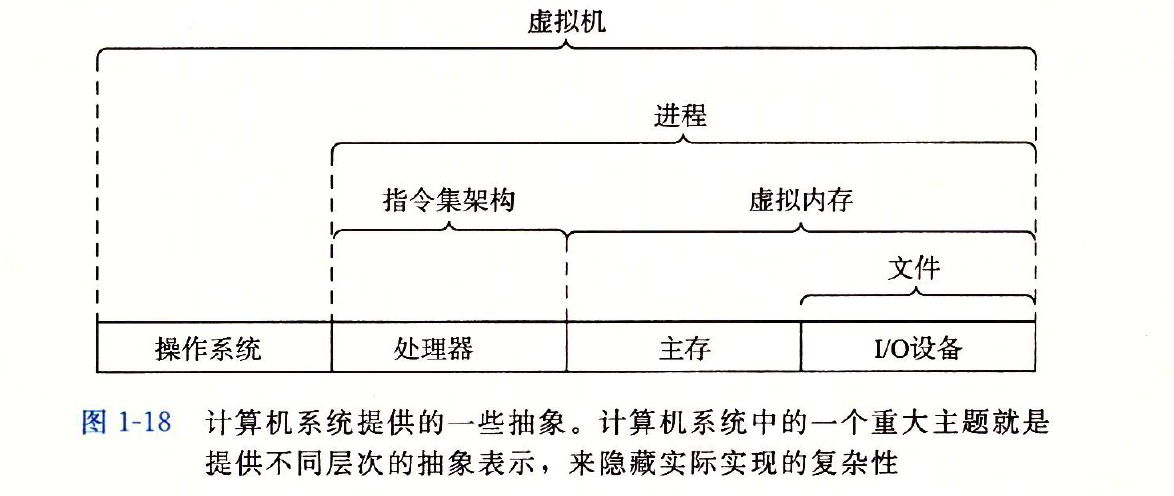 虚拟机
进程
指令集架构 虚拟内存
文件
操作系统 处理器 主存 I/O设备
图 1-18 计算机系统提供的一些抽象。计算机系统中的一个重大主题就是
提供不同层次的抽象表示，来隐藏实际实现的复杂性